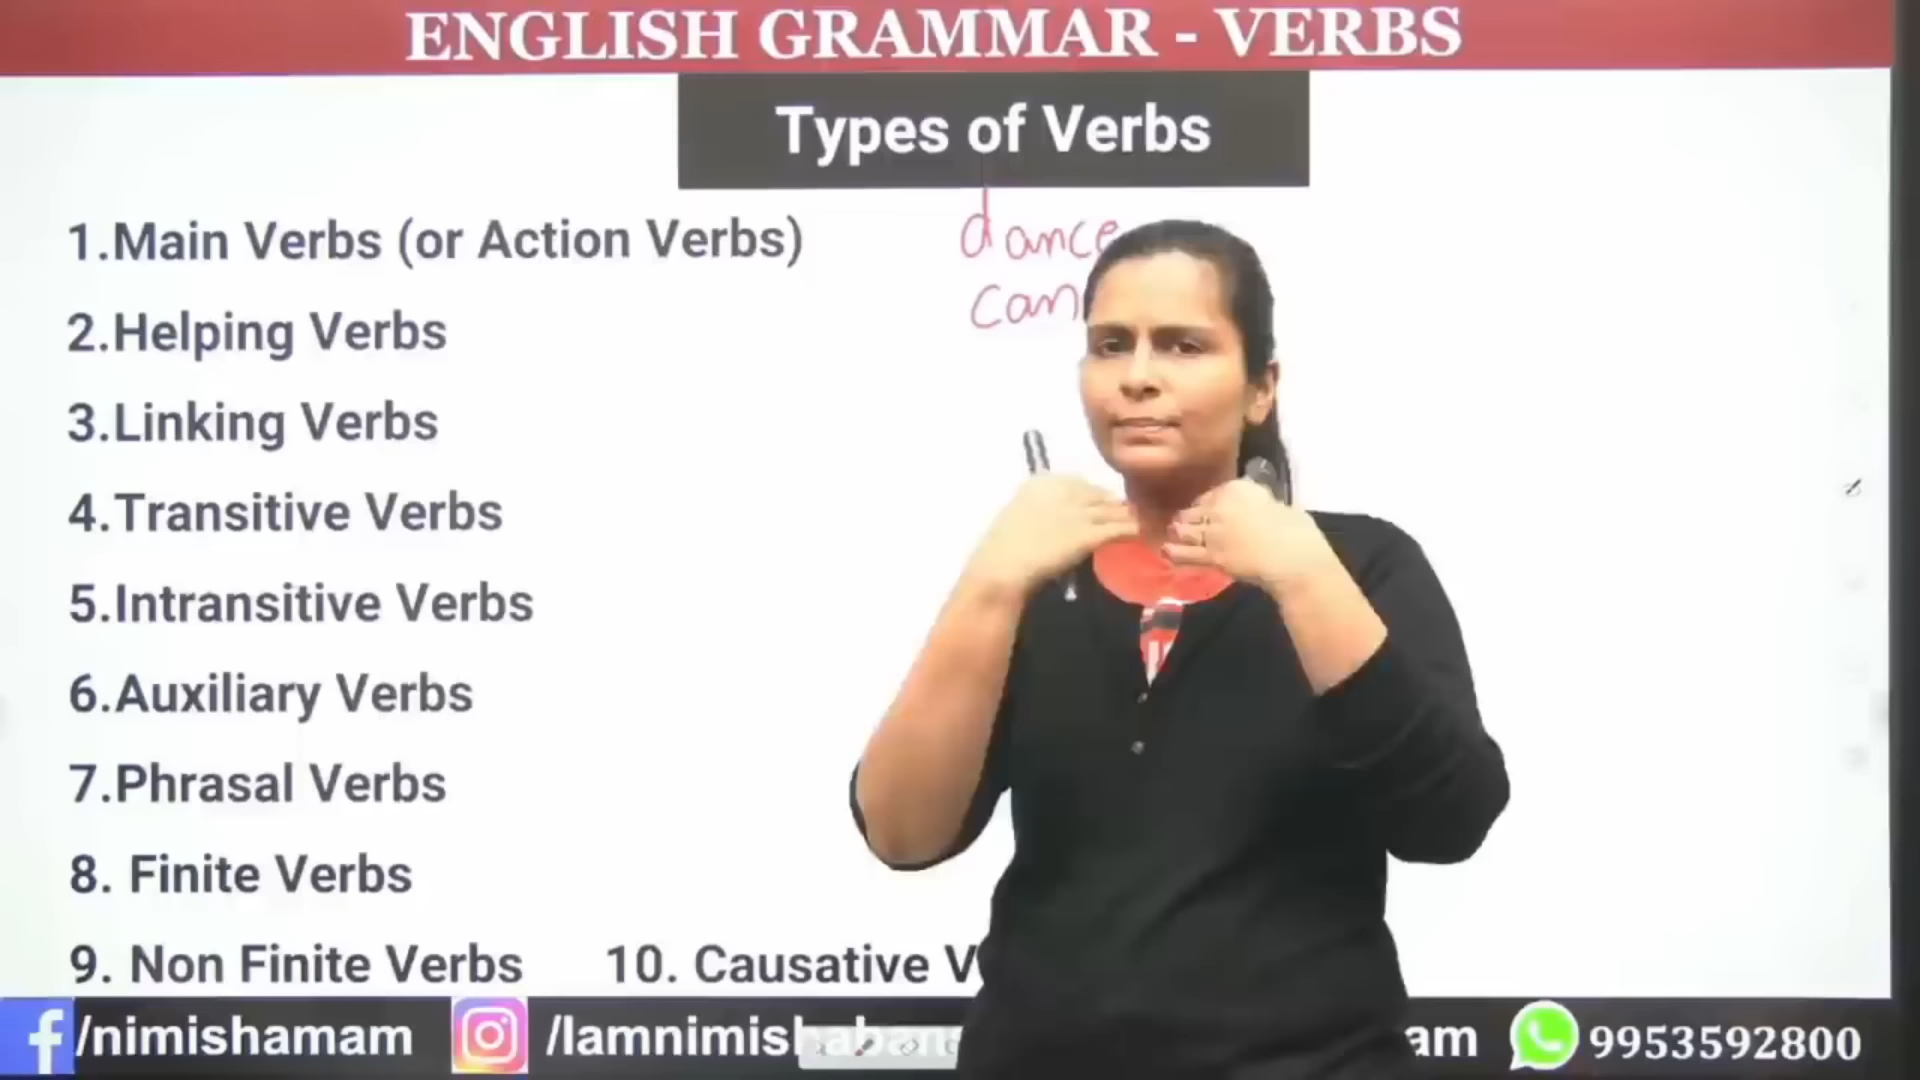 ENGLISH GRAMMAR - VERBS
Types of Verbs
dance
can
1.Main Verbs (or Action Verbs)
2.Helping Verbs
3.Linking Verbs
4.Transitive Verbs
5.Intransitive Verbs
6.Auxiliary Verbs
7.Phrasal Verbs
8. Finite Verbs
9. Non Finite Verbs 10. Causative V
/nimishamam /Iamnimishaban am 9953592800